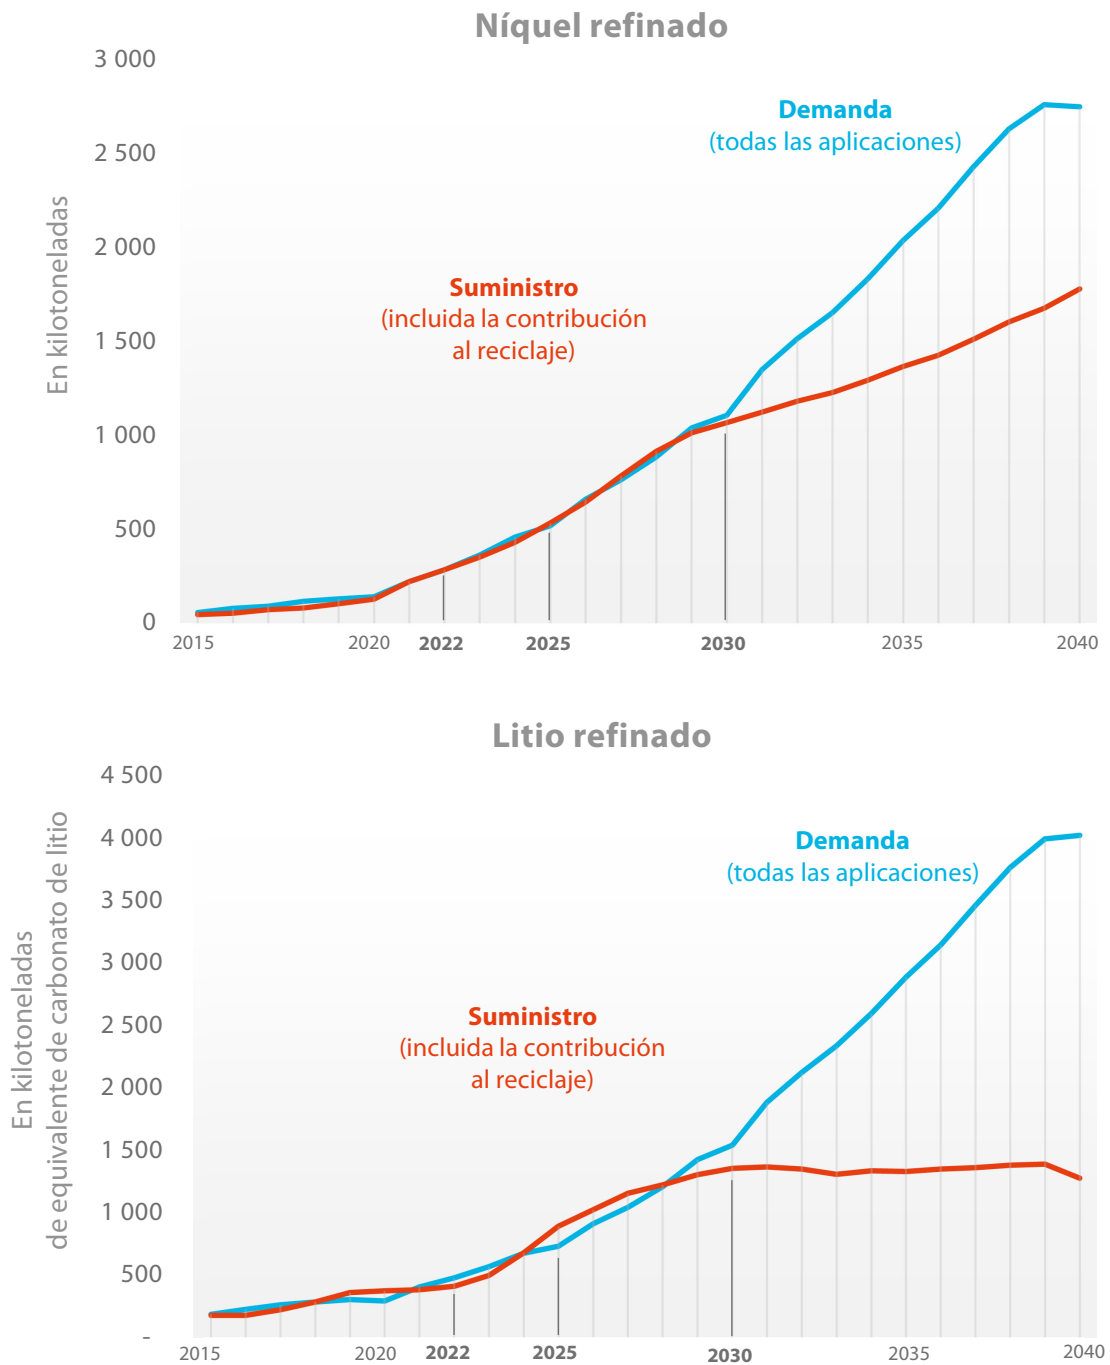 Níquel refinado
3 000
2 500
2 000
1 500
1 000
500
0
En kilotoneladas
Demanda
(todas las aplicaciones)
Suministro
(incluida la contribución
al reciclaje)
2015
2020
2022
2025
2030
2035
2040
Litio refinado
4 500
4 000
3 500
3 000
2 500
2 000
1 500
1 000
500
-
En kilotoneladas
de equivalente de carbonato de litio
Demanda
(todas las aplicaciones)
Suministro
(incluida la contribución
al reciclaje)
2015
2020
2022
2025
2030
2035
2040